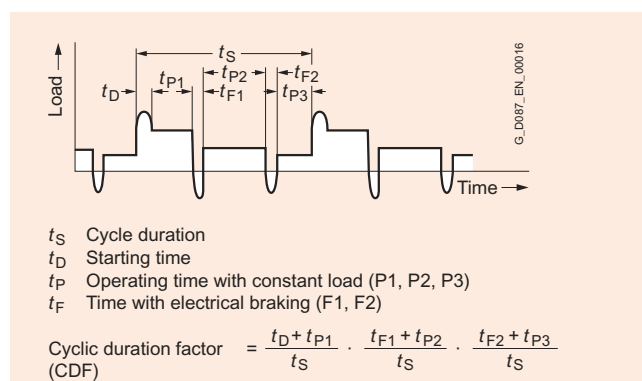 tS
tP2 tF2
tD tP1 tF1 tP3
Load
G_D087_EN_00016
Time
tS Cycle duration
tD Starting time
tP Operating time with constant load (P1, P2, P3)
tF Time with electrical braking (F1, F2)
Cyclic duration factor (CDF) = tD + tP1 / tS · tF1 + tP2 / tS · tF2 + tP3 / tS